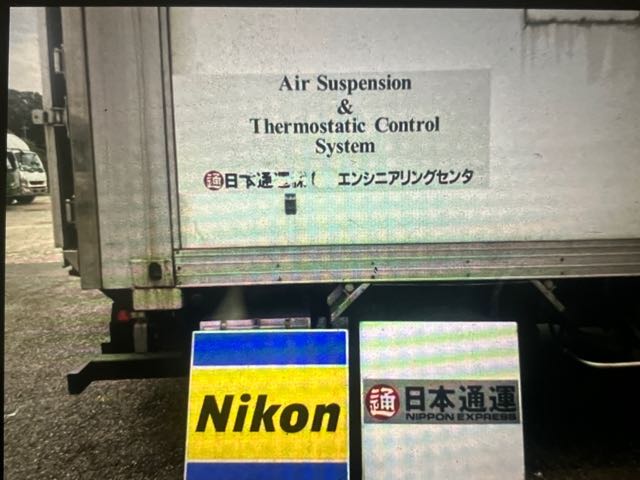 Air Suspension
&
Thermostatic Control
System
通 日本通運 エンジニアリングセンタ
Nikon
通 日本通運
NIPPON EXPRESS